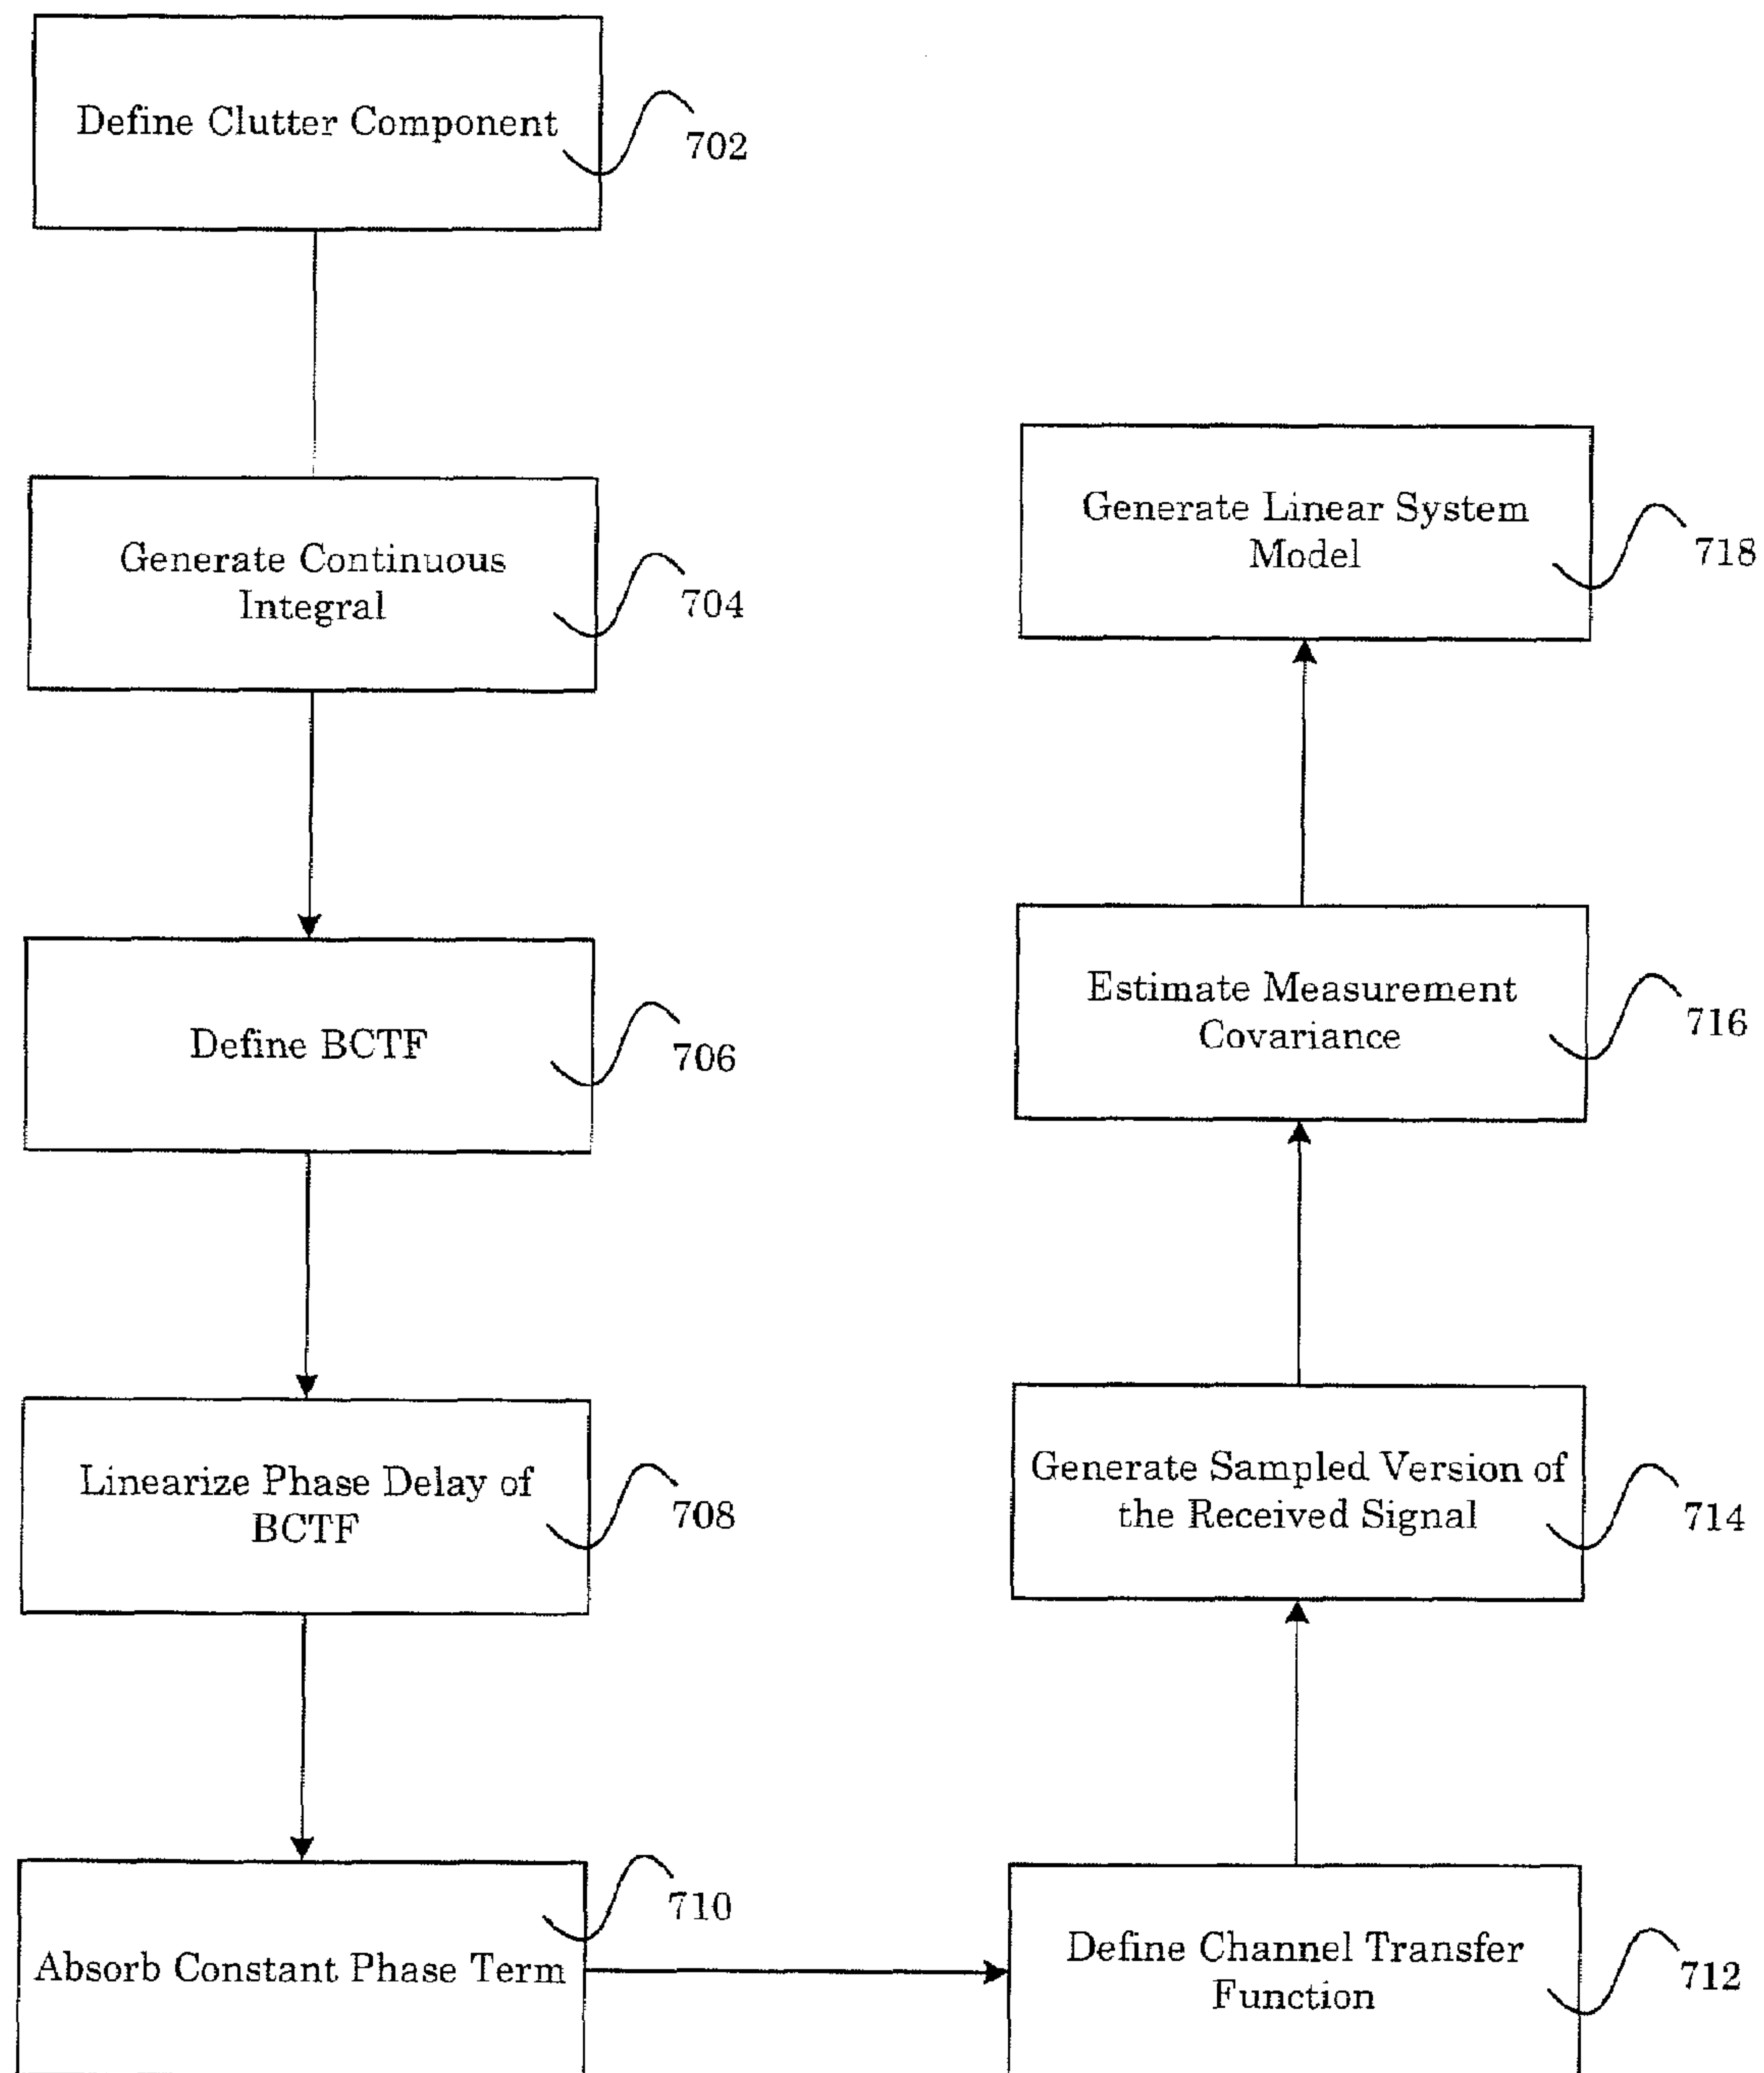 Define Clutter Component
702
Generate Continuous
Integral
704
Define BCTF
706
Linearize Phase Delay of
BCTF
708
Absorb Constant Phase Term
710
Define Channel Transfer
Function
712
Generate Sampled Version of
the Received Signal
714
Estimate Measurement
Covariance
716
Generate Linear System
Model
718